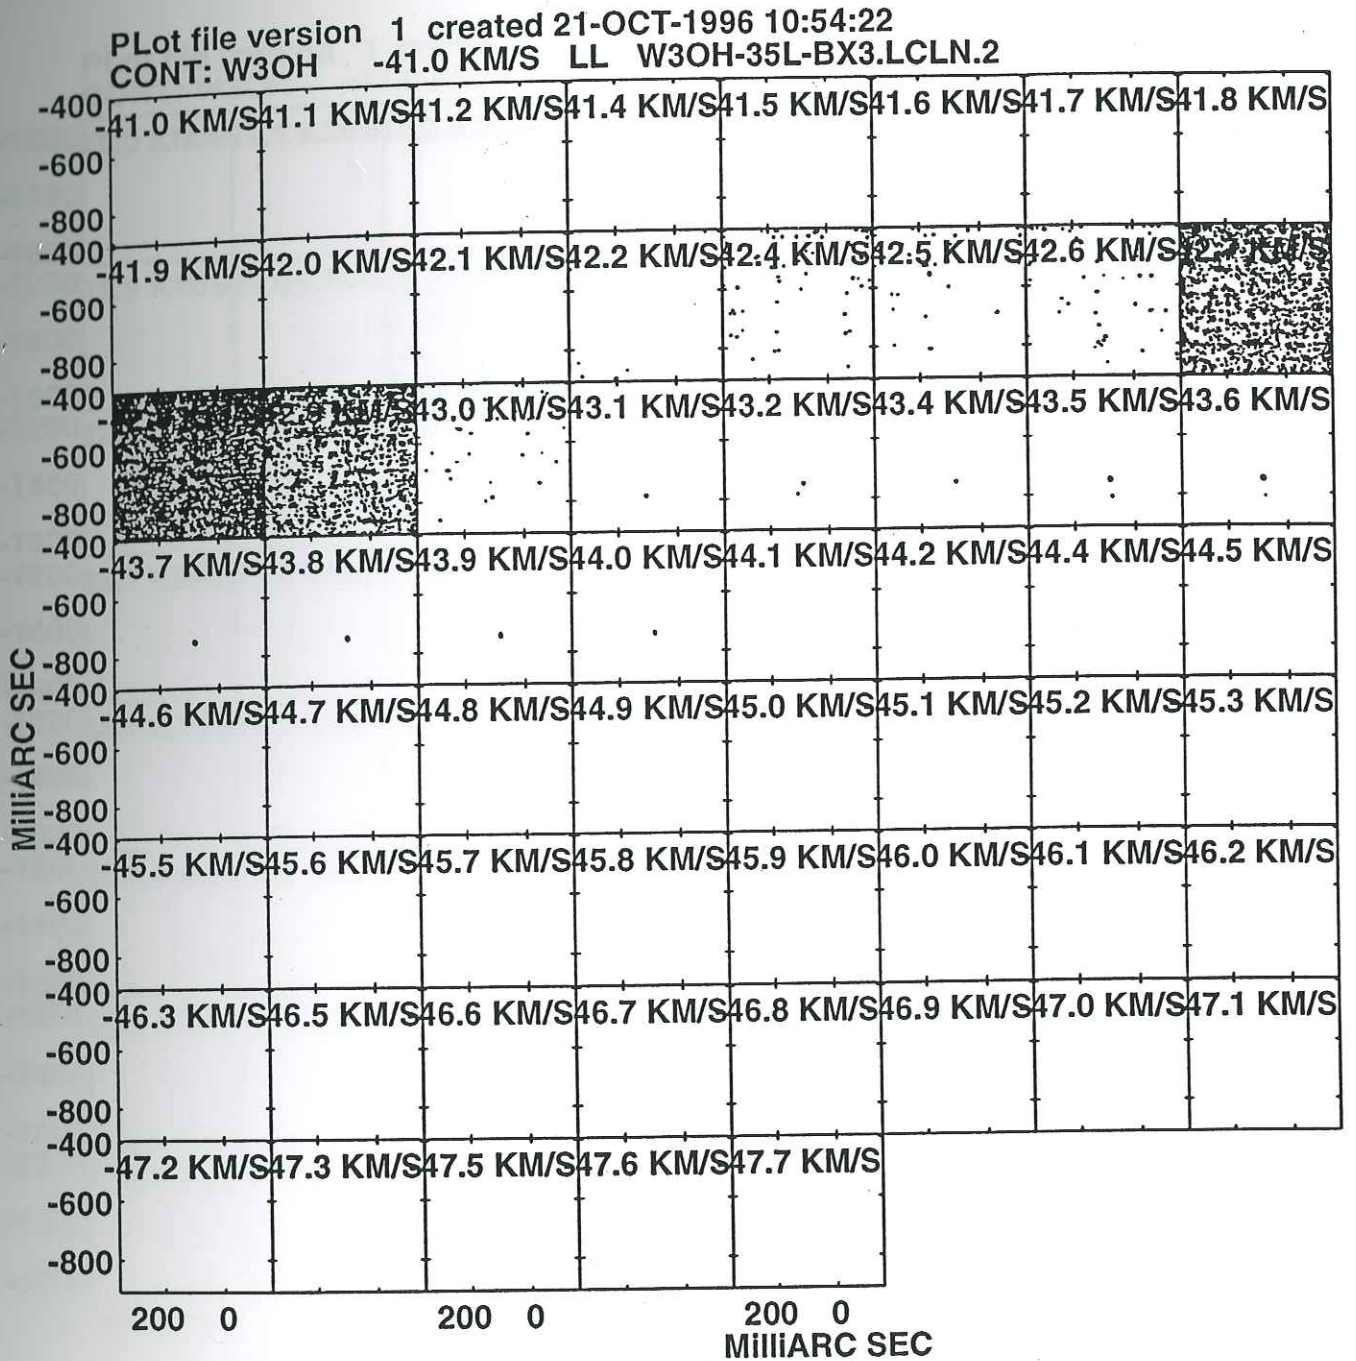 PLot file version 1 created 21-OCT-1996 10:54:22
CONT: W3OH -41.0 KM/S LL W3OH-35L-BX3.LCLN.2
-400
-41.0 KM/S 41.1 KM/S 41.2 KM/S 41.4 KM/S 41.5 KM/S 41.6 KM/S 41.7 KM/S 41.8 KM/S
-600
-800
-400
-41.9 KM/S 42.0 KM/S 42.1 KM/S 42.2 KM/S 42.4 KM/S 42.5 KM/S 42.6 KM/S 42.7 KM/S
-600
-800
-400
KM/S 43.0 KM/S 43.1 KM/S 43.2 KM/S 43.4 KM/S 43.5 KM/S 43.6 KM/S
-600
-800
-400
-43.7 KM/S 43.8 KM/S 43.9 KM/S 44.0 KM/S 44.1 KM/S 44.2 KM/S 44.4 KM/S 44.5 KM/S
-600
-800
-400
-44.6 KM/S 44.7 KM/S 44.8 KM/S 44.9 KM/S 45.0 KM/S 45.1 KM/S 45.2 KM/S 45.3 KM/S
-600
-800
-400
-45.5 KM/S 45.6 KM/S 45.7 KM/S 45.8 KM/S 45.9 KM/S 46.0 KM/S 46.1 KM/S 46.2 KM/S
-600
-800
-400
-46.3 KM/S 46.5 KM/S 46.6 KM/S 46.7 KM/S 46.8 KM/S 46.9 KM/S 47.0 KM/S 47.1 KM/S
-600
-800
-400
-47.2 KM/S 47.3 KM/S 47.5 KM/S 47.6 KM/S 47.7 KM/S
-600
-800
MilliARC SEC
200 0 200 0 200 0
MilliARC SEC